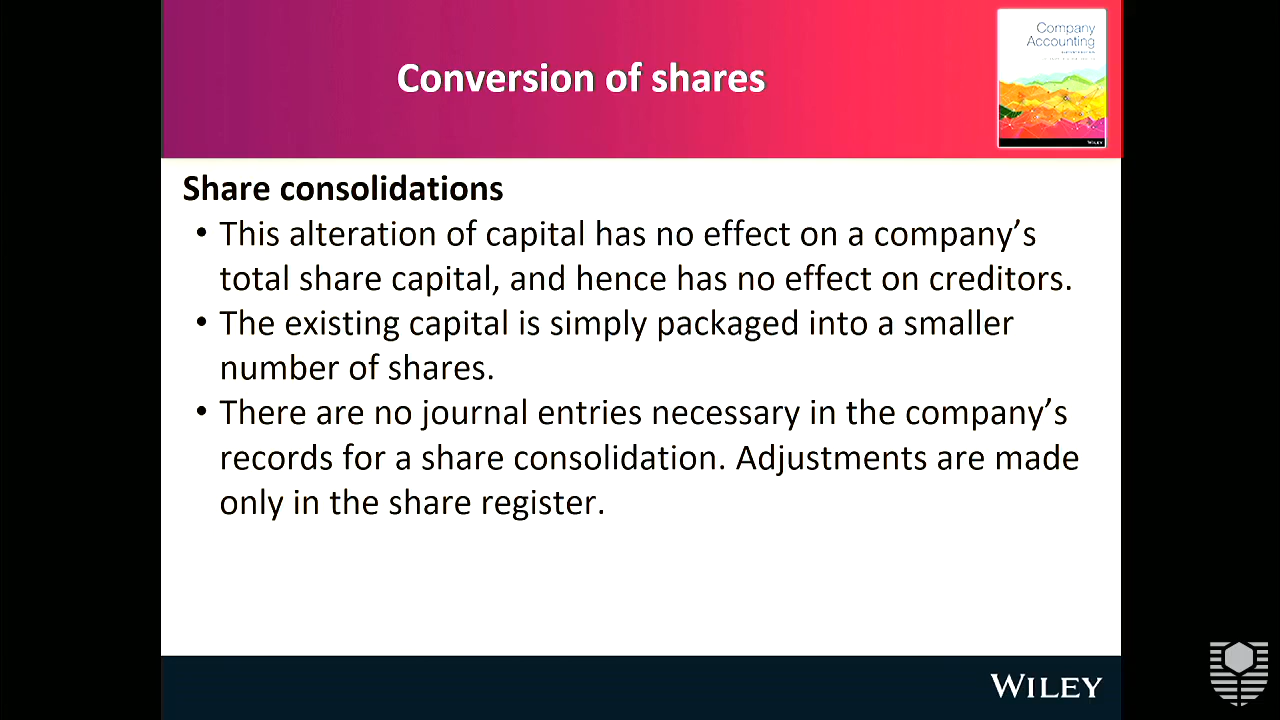 Company
Accounting
Conversion of shares
WILEY
Share consolidations
• This alteration of capital has no effect on a company’s
total share capital, and hence has no effect on creditors.
• The existing capital is simply packaged into a smaller
number of shares.
• There are no journal entries necessary in the company’s
records for a share consolidation. Adjustments are made
only in the share register.
WILEY